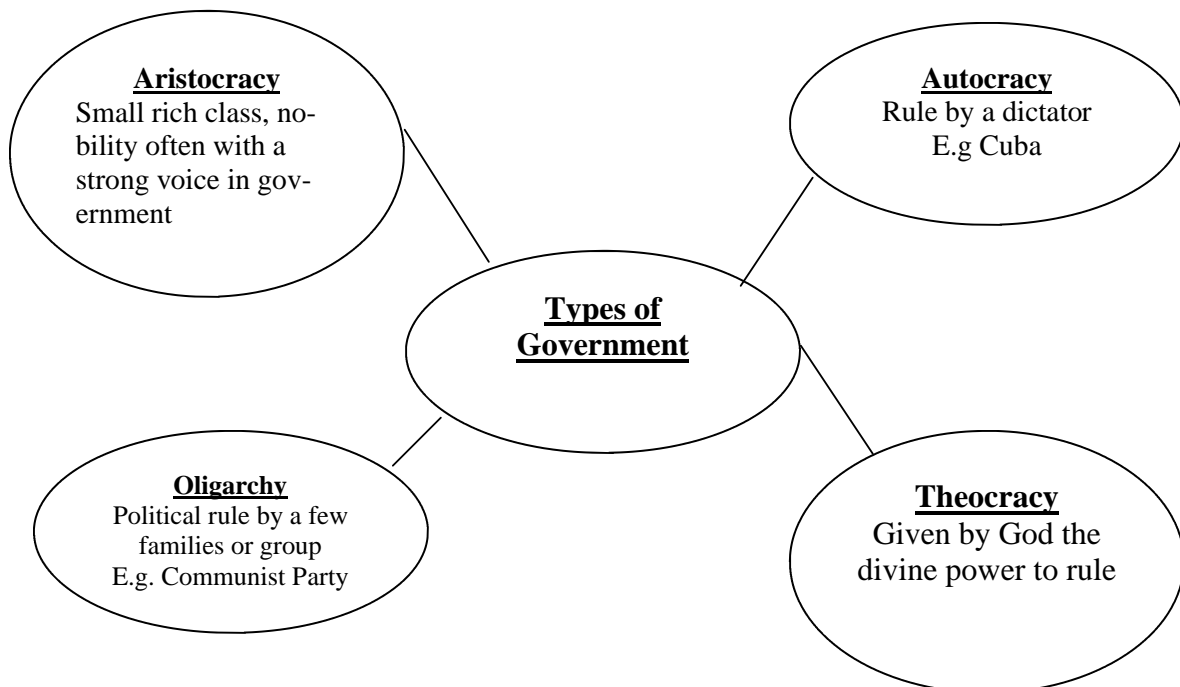 Aristocracy
Small rich class, no-
bility often with a
strong voice in gov-
ernment
Autocracy
Rule by a dictator
E.g Cuba
Types of
Government
Oligarchy
Political rule by a few
families or group
E.g. Communist Party
Theocracy
Given by God the
divine power to rule